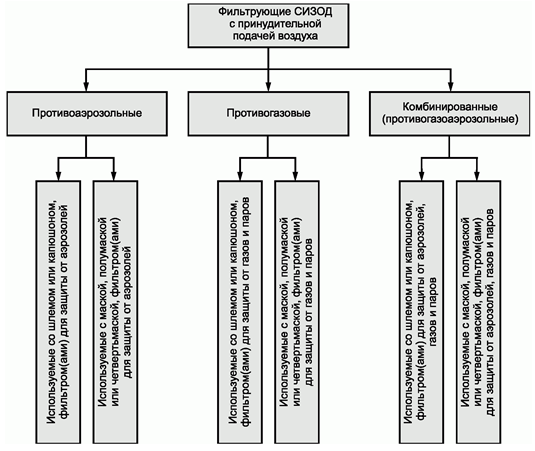 Фильтрующие СИЗОД
с принудительной
подачей воздуха
Противоаэрозольные
Противогазовые
Комбинированные
(противогазоаэрозольные)
Используемые со шлемом или капюшоном,
фильтром(ами) для защиты от аэрозолей
Используемые с маской, полумаской
или четвертьмаской, фильтром(ами)
для защиты от аэрозолей
Используемые со шлемом или капюшоном,
фильтром(ами) для защиты от газов и паров
Используемые с маской, полумаской
или четвертьмаской, фильтром(ами)
для защиты от газов и паров
Используемые со шлемом или капюшоном,
фильтром(ами) для защиты от аэрозолей,
газов и паров
Используемые с маской, полумаской
или четвертьмаской, фильтром(ами)
для защиты от аэрозолей, газов и паров